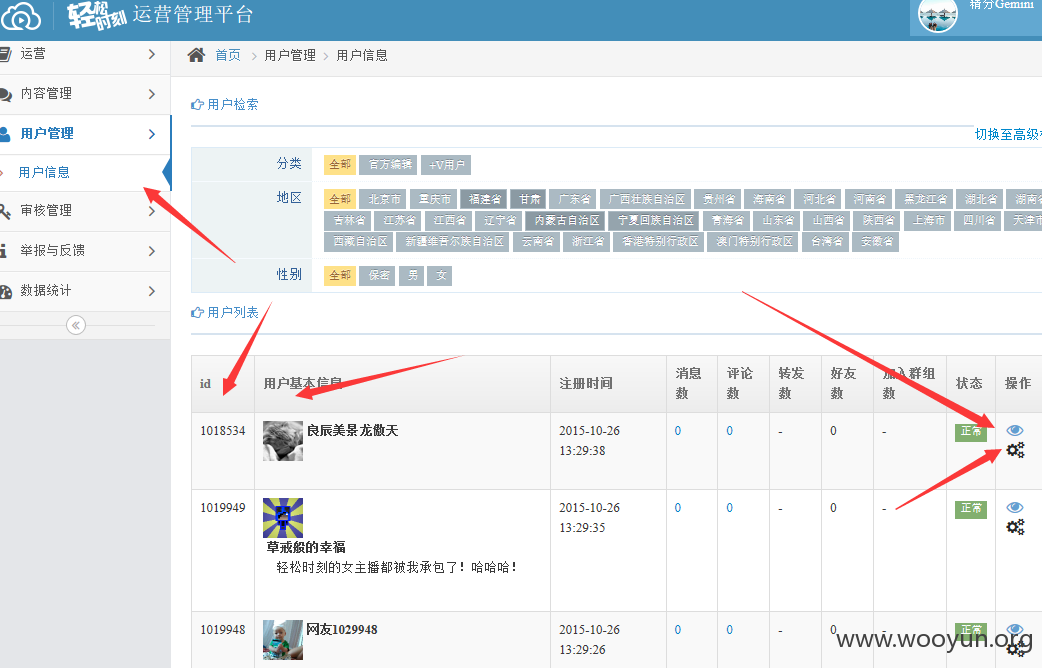 轻松时刻 运营管理平台
精分Gemini
运营
内容管理
用户管理
用户信息
审核管理
举报与反馈
数据统计
首页 > 用户管理 > 用户信息
用户检索
切换至高级
分类 全部 官方编辑 +V用户
地区 全部 北京市 重庆市 福建省 甘肃 广东省 广西壮族自治区 贵州省 海南省 河北省 河南省 黑龙江省 湖北省 湖南省
吉林省 江苏省 江西省 辽宁省 内蒙古自治区 宁夏回族自治区 青海省 山东省 山西省 陕西省 上海市 四川省 天津市
西藏自治区 新疆维吾尔族自治区 云南省 浙江省 香港特别行政区 澳门特别行政区 台湾省 安徽省
性别 全部 保密 男 女
用户列表
id 用户基本信息 注册时间 消息数 评论数 转发数 好友数 加入群组数 状态 操作
1018534 良辰美景龙傲天 2015-10-26 13:29:38 0 0 - 0 - 正常
1019949 2015-10-26 13:29:35 0 0 - 0 - 正常
草戒般的幸福
轻松时刻的女主播都被我承包了！哈哈哈！
1019948 网友1029948 2015-10-26 13:29:26 0 0 - 0 正常
www.wooyun.org